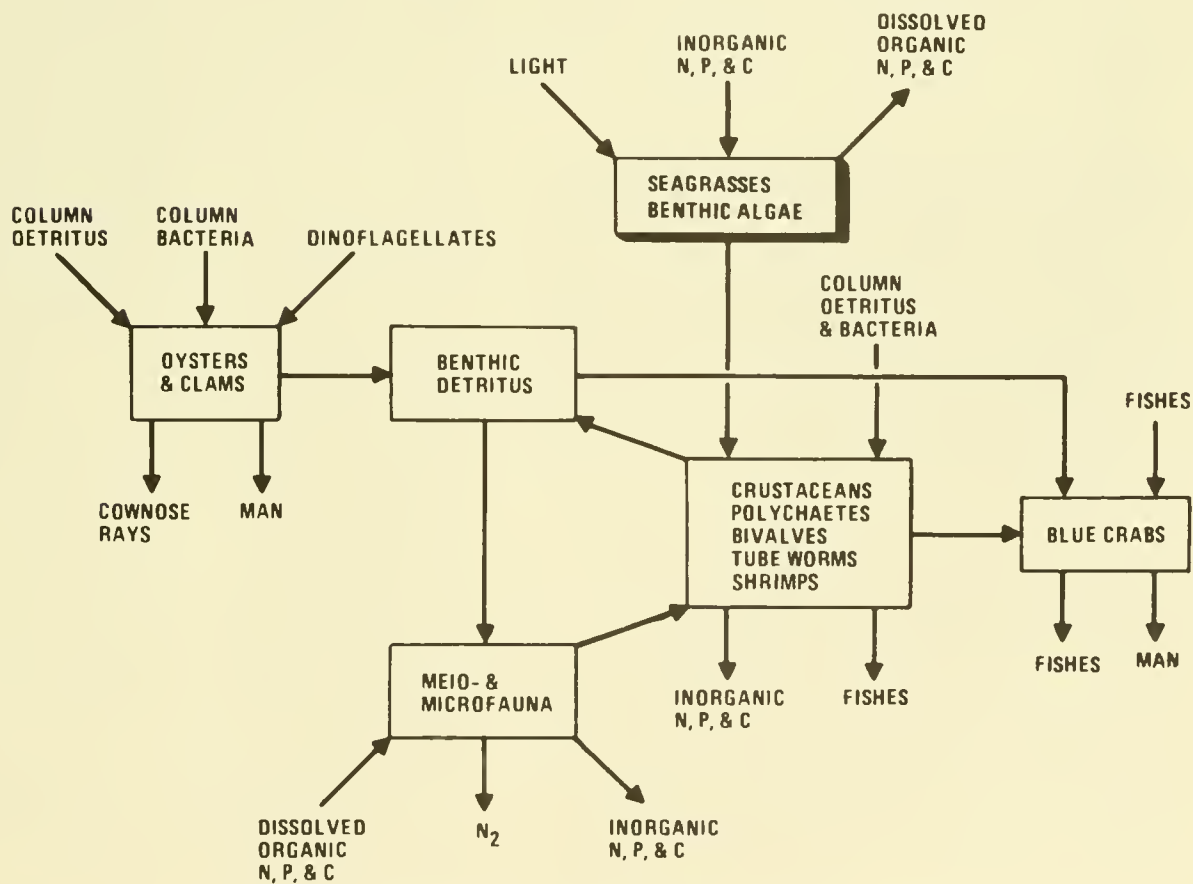 DISSOLVED
ORGANIC
N, P, & C
INORGANIC
N, P, & C
LIGHT
SEAGRASSES
BENTHIC ALGAE
COLUMN
DETRITUS
COLUMN
BACTERIA
DINOFLAGELLATES
COLUMN
DETRITUS
& BACTERIA
OYSTERS
& CLAMS
BENTHIC
DETRITUS
FISHES
COWNOSE
RAYS
MAN
CRUSTACEANS
POLYCHAETES
BIVALVES
TUBE WORMS
SHRIMPS
BLUE CRABS
MEIO- &
MICROFAUNA
INORGANIC
N, P, & C
FISHES
FISHES
MAN
DISSOLVED
ORGANIC
N, P, & C
N2
INORGANIC
N, P, & C